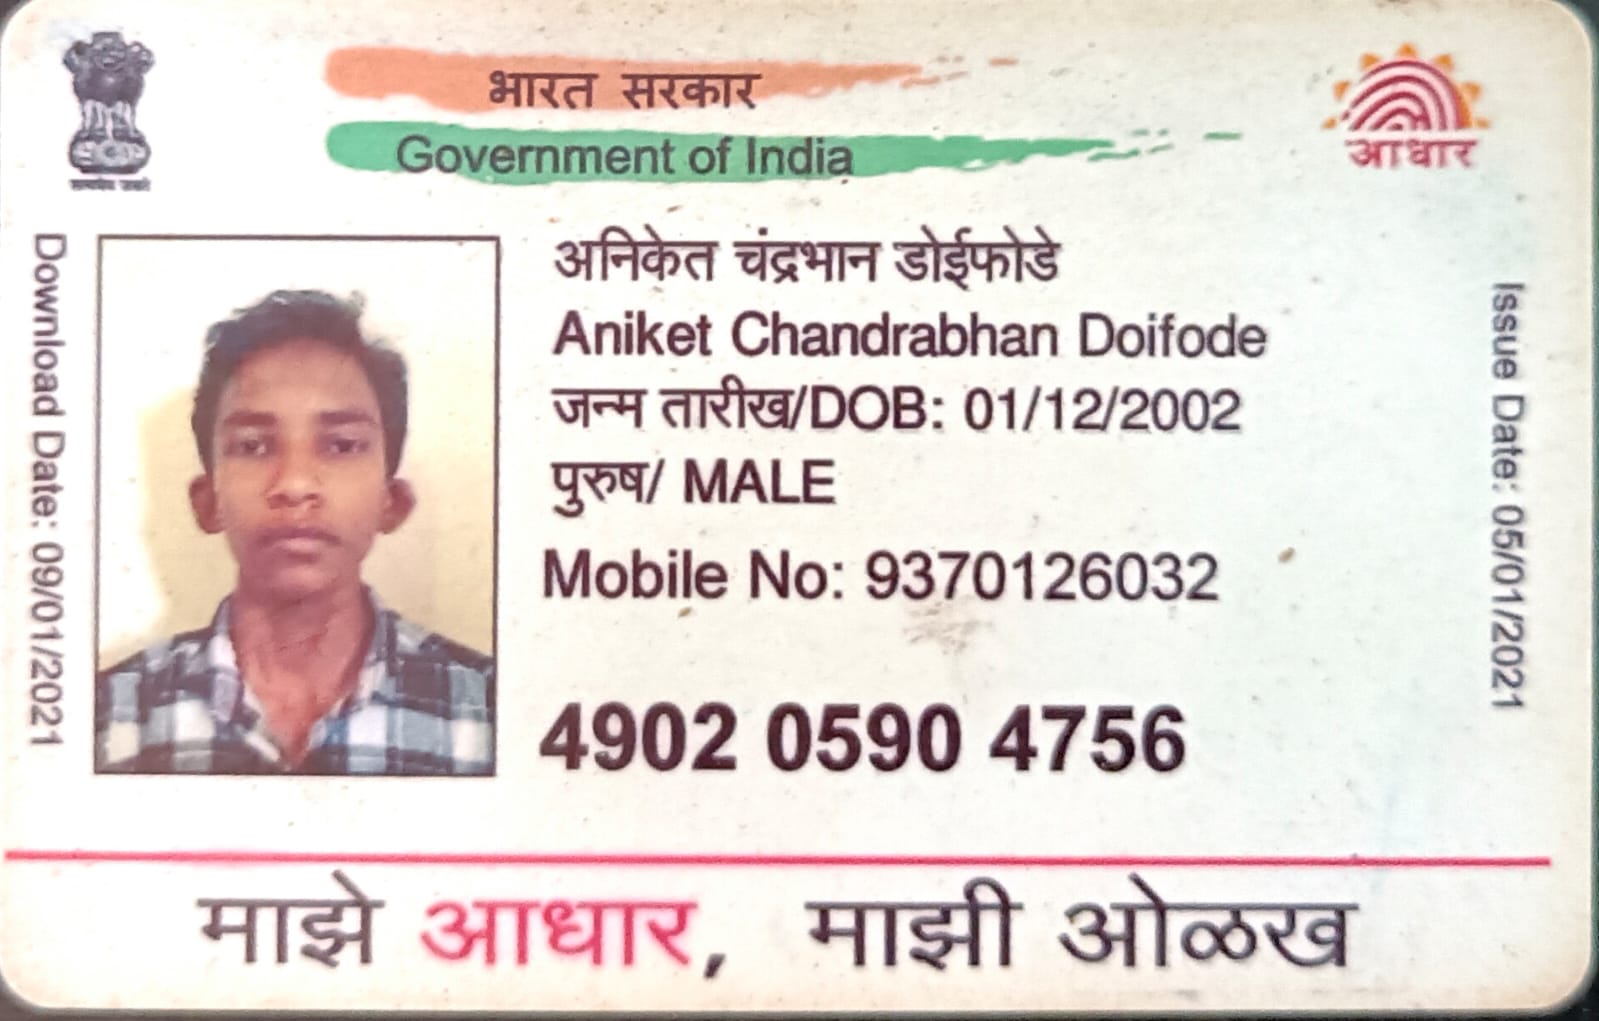 भारत सरकार
Government of India
आधार
सत्यमेव जयते
Download Date: 09/01/2021
अनिकेत चंद्रभान डोईफोडे
Aniket Chandrabhan Doifode
जन्म तारीख/DOB: 01/12/2002
पुरुष/ MALE
Mobile No: 9370126032
4902 0590 4756
Issue Date: 05/01/2021
माझे आधार, माझी ओळख